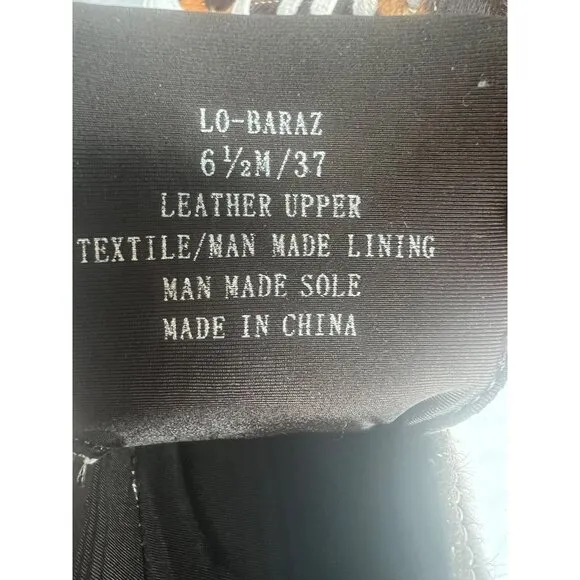 LO-BARAZ
6½M/37
LEATHER UPPER
TEXTILE/MAN MADE LINING
MAN MADE SOLE
MADE IN CHINA